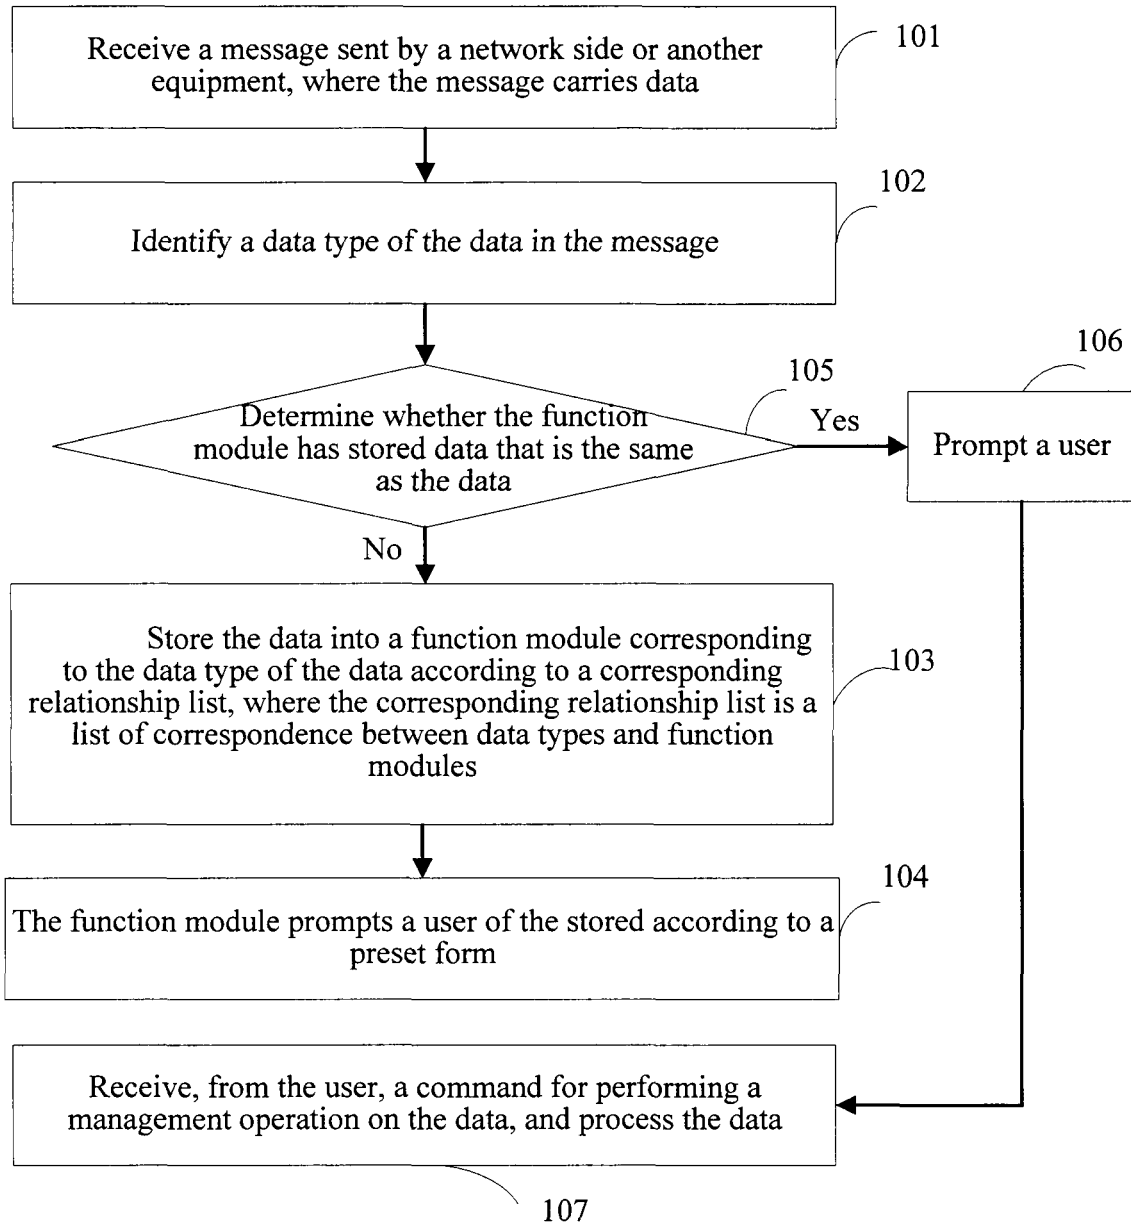 Receive a message sent by a network side or another
equipment, where the message carries data
101
102
Identify a data type of the data in the message
106
105
Determine whether the function
module has stored data that is the same
as the data
Yes
Prompt a user
No
Store the data into a function module corresponding
to the data type of the data according to a corresponding
relationship list, where the corresponding relationship list is a
list of correspondence between data types and function
modules
103
104
The function module prompts a user of the stored according to a
preset form
Receive, from the user, a command for performing a
management operation on the data, and process the data
107